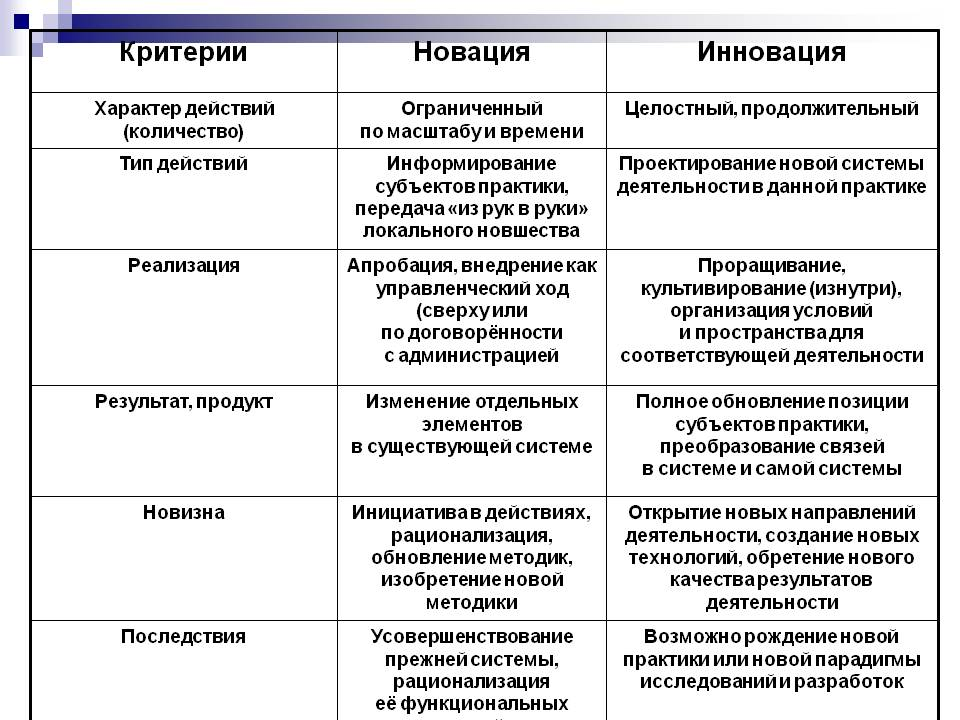 Критерии
Новация
Инновация
Характер действий
(количество)
Ограниченный
по масштабу и времени
Целостный, продолжительный
Тип действий
Информирование
субъектов практики,
передача «из рук в руки»
локального новшества
Проектирование новой системы
деятельности в данной практике
Реализация
Апробация, внедрение как
управленческий ход
(сверху или
по договорённости
с администрацией
Проращивание,
культивирование (изнутри),
организация условий
и пространства для
соответствующей деятельности
Результат, продукт
Изменение отдельных
элементов
в существующей системе
Полное обновление позиции
субъектов практики,
преобразование связей
в системе и самой системы
Новизна
Инициатива в действиях,
рационализация,
обновление методик,
изобретение новой
методики
Открытие новых направлений
деятельности, создание новых
технологий, обретение нового
качества результатов
деятельности
Последствия
Усовершенствование
прежней системы,
рационализация
её функциональных
Возможно рождение новой
практики или новой парадигмы
исследований и разработок